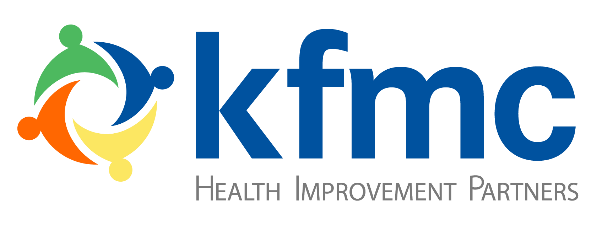 kfmc
HEALTH IMPROVEMENT PARTNERS